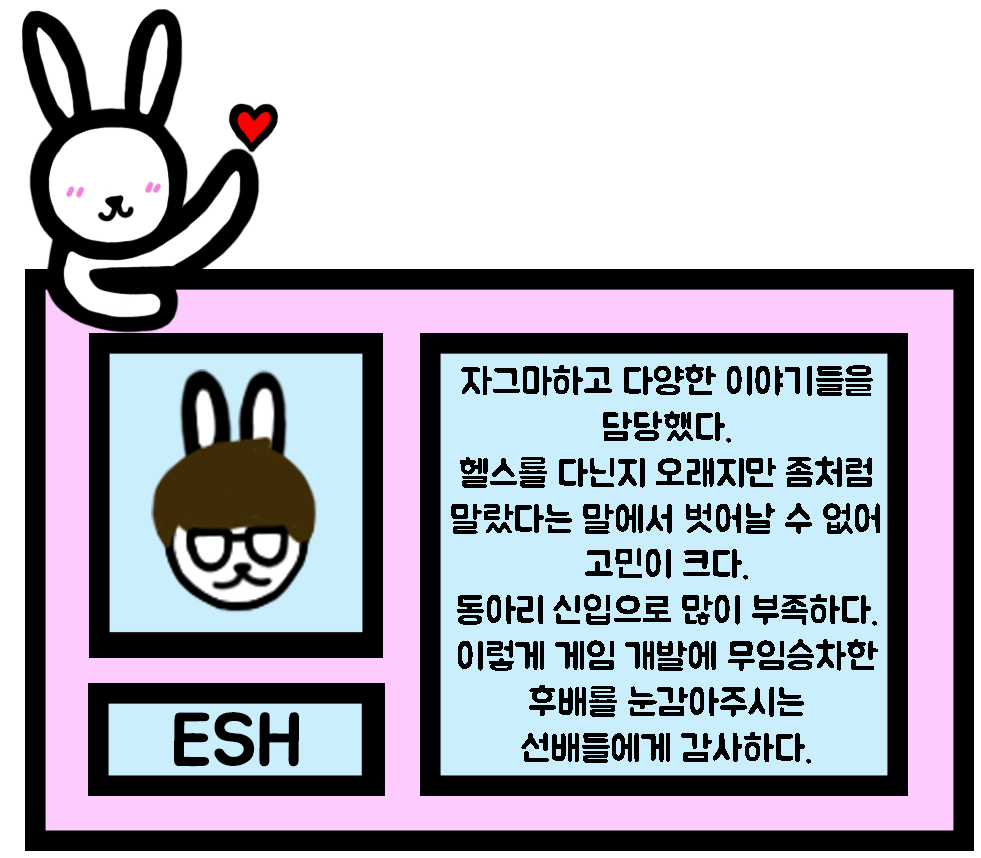 자그마하고 다양한 이야기들을
담당했다.
헬스를 다닌지 오래지만 좀처럼
말랐다는 말에서 벗어날 수 없어
고민이 크다.
동아리 신입으로 많이 부족하다.
이렇게 게임 개발에 무임승차한
후배를 눈감아주시는
선배들에게 감사하다.
ESH